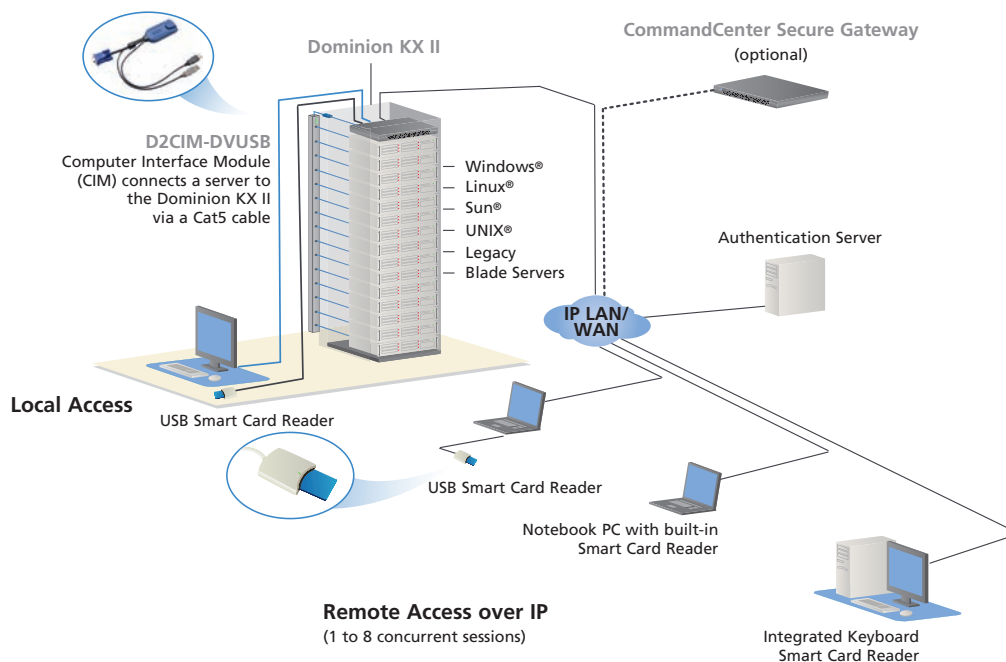 Dominion KX II
CommandCenter Secure Gateway
(optional)
D2CIM-DVUSB
Computer Interface Module
(CIM) connects a server to
the Dominion KX II
via a Cat5 cable
Windows®
Linux®
Sun®
UNIX®
Legacy
Blade Servers
Authentication Server
IP LAN/
WAN
Local Access
USB Smart Card Reader
USB Smart Card Reader
Notebook PC with built-in
Smart Card Reader
Remote Access over IP
(1 to 8 concurrent sessions)
Integrated Keyboard
Smart Card Reader